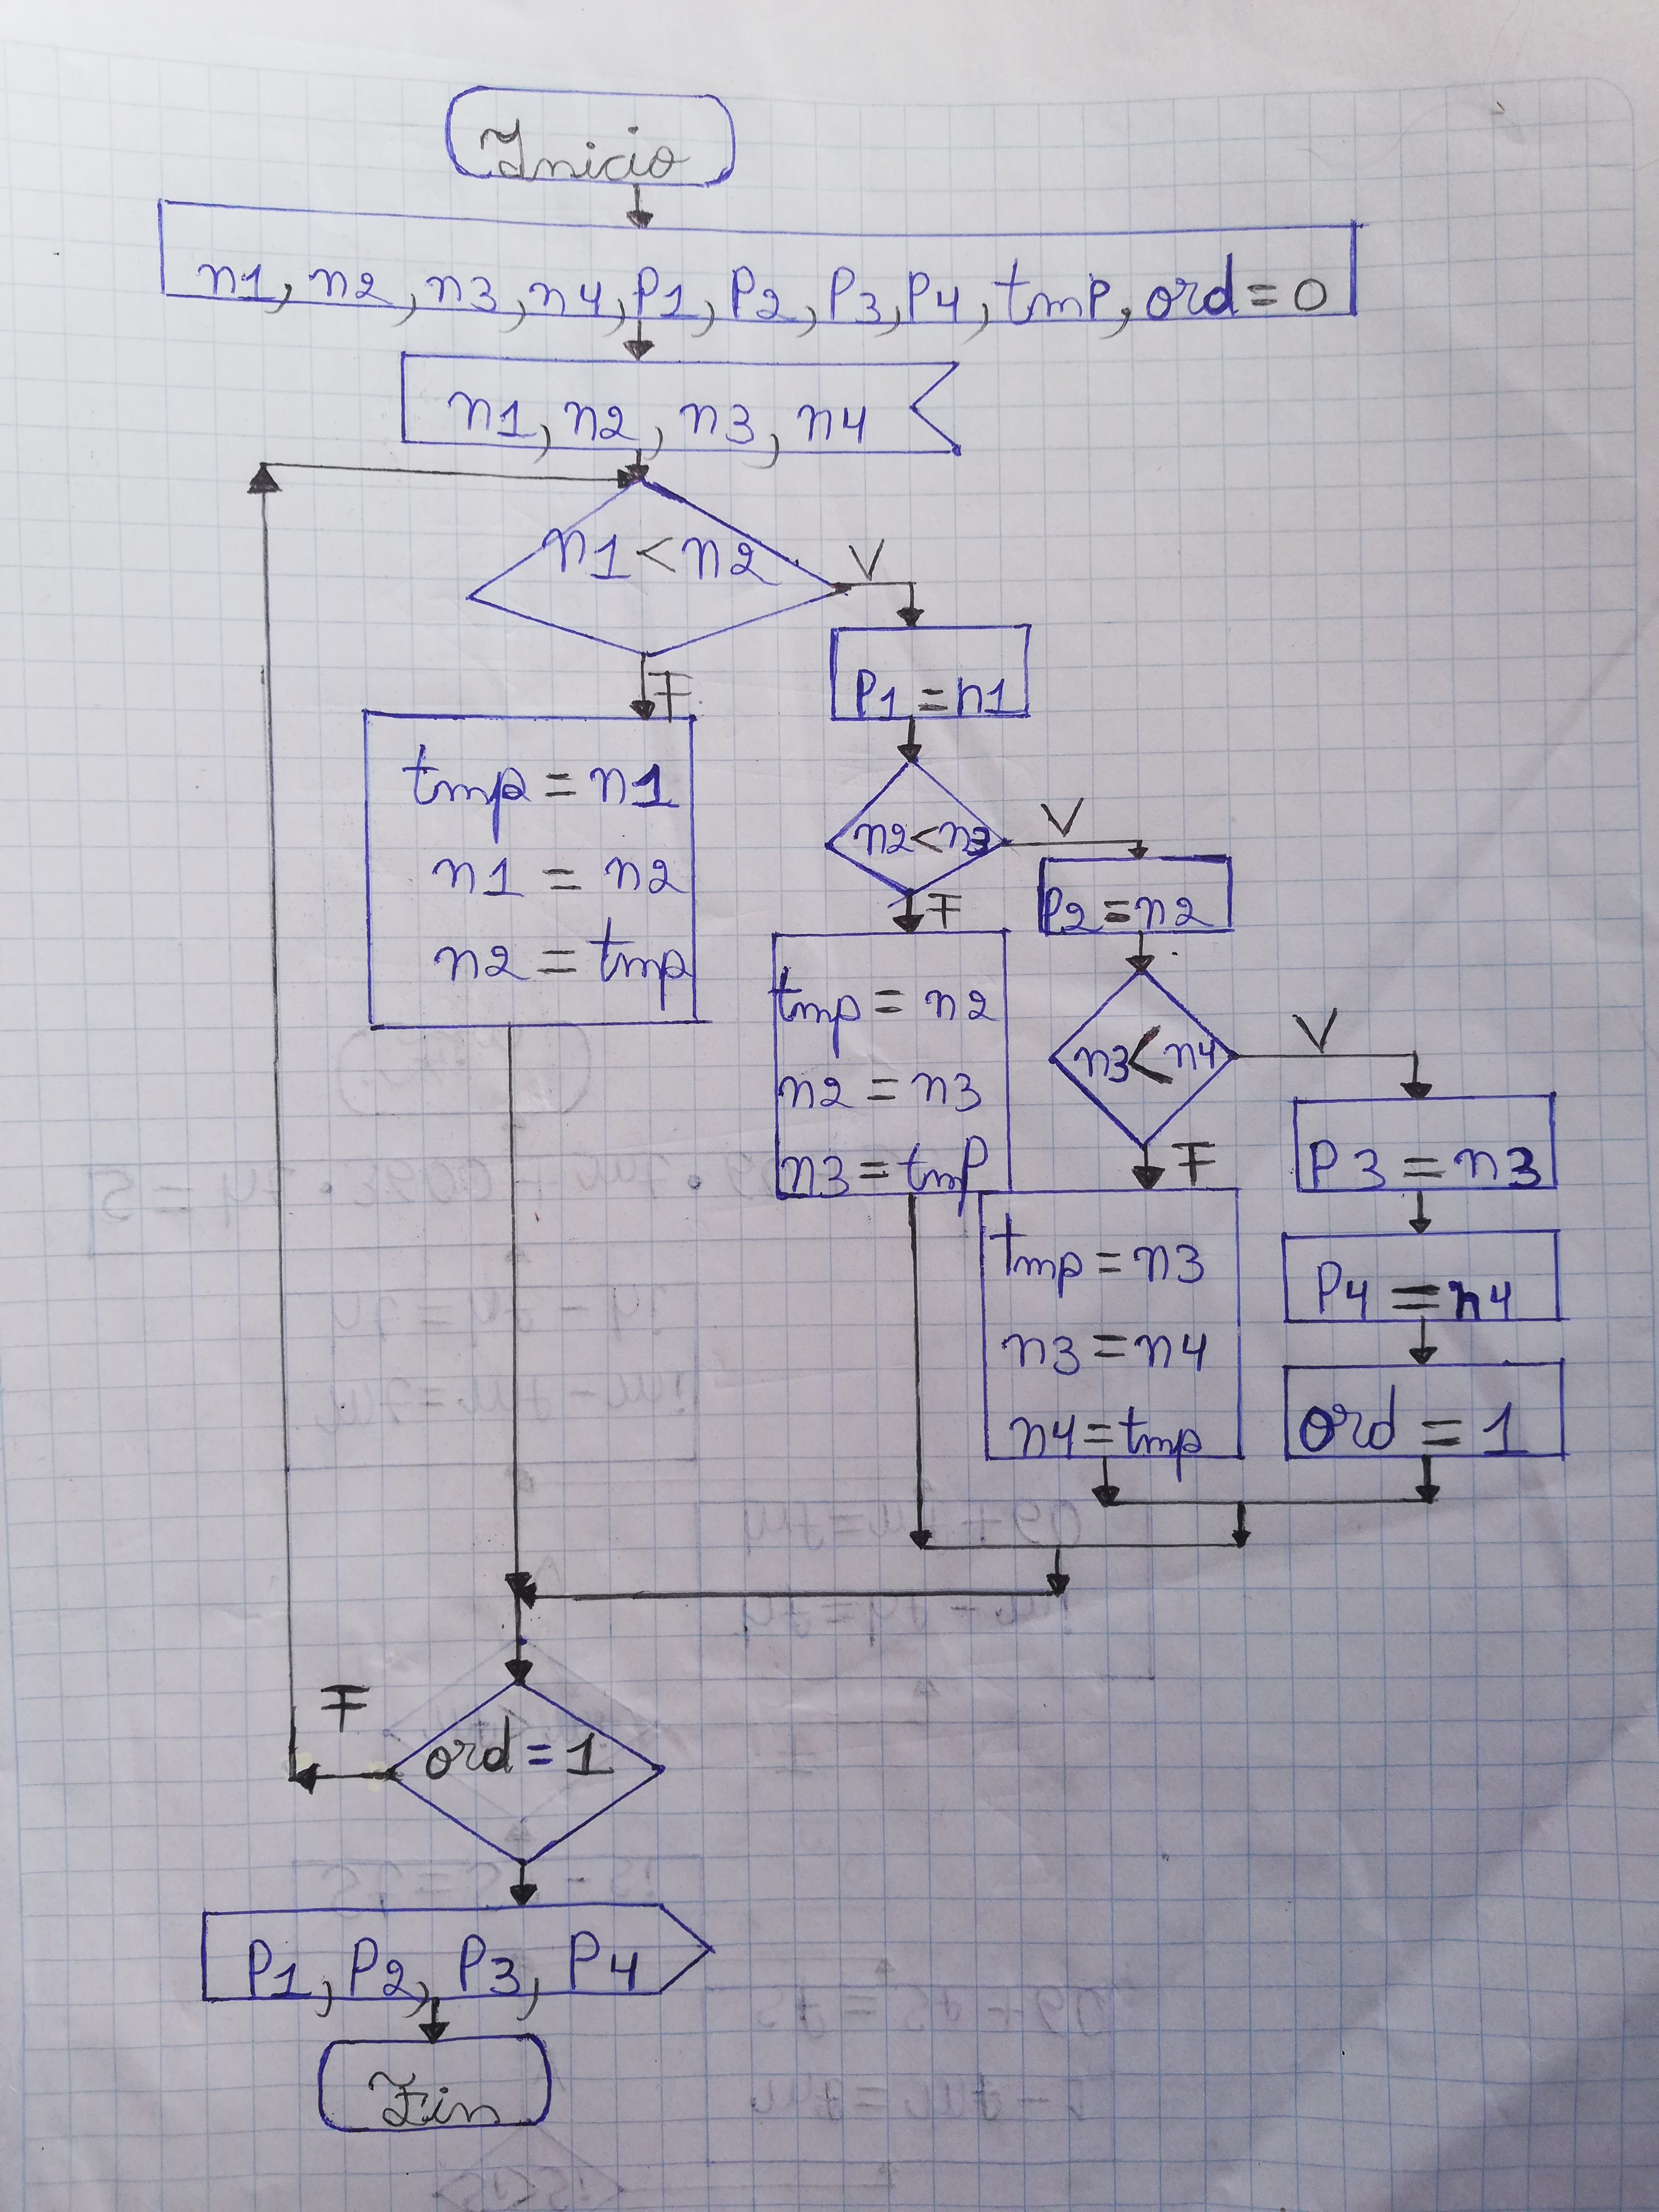 Inicio
n1, n2, n3, n4, P1, P2, P3, P4, tmp, ord = 0
n1, n2, n3, n4
n1 < n2
V
F
P1 = n1
tmp = n1
n1 = n2
n2 = tmp
n2 < n3
V
F
P2 = n2
tmp = n2
n2 = n3
n3 = tmp
n3 < n4
V
F
P3 = n3
tmp = n3
n3 = n4
n4 = tmp
P4 = n4
ord = 1
ord = 1
F
P1, P2, P3, P4
Fin